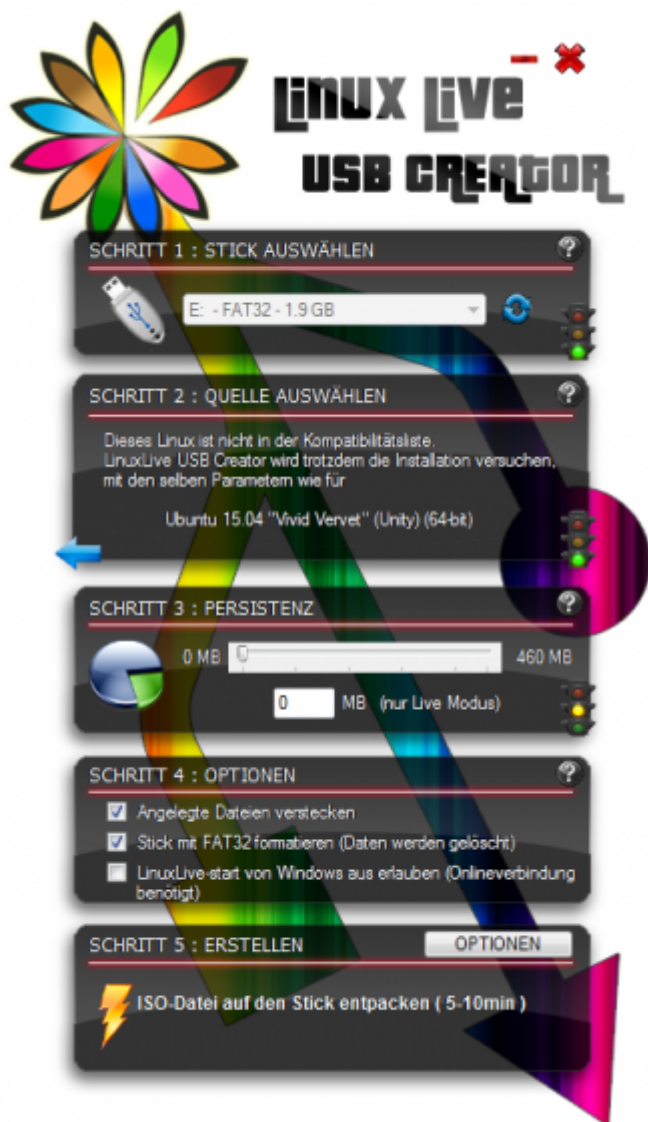 Linux Live
USB CREATOR
SCHRITT 1 : STICK AUSWÄHLEN
?
E: - FAT32 - 1.9 GB
SCHRITT 2 : QUELLE AUSWÄHLEN
?
Dieses Linux ist nicht in der Kompatibilitätsliste.
LinuxLive USB Creator wird trotzdem die Installation versuchen,
mit den selben Parametern wie für
Ubuntu 15.04 "Vivid Vervet" (Unity) (64-bit)
SCHRITT 3 : PERSISTENZ
?
0 MB
460 MB
0 MB (nur Live Modus)
SCHRITT 4 : OPTIONEN
?
Angelegte Dateien verstecken
Stick mit FAT32 formatieren (Daten werden gelöscht)
LinuxLive-start von Windows aus erlauben (Onlineverbindung
benötigt)
SCHRITT 5 : ERSTELLEN
OPTIONEN
ISO-Datei auf den Stick entpacken ( 5-10min )